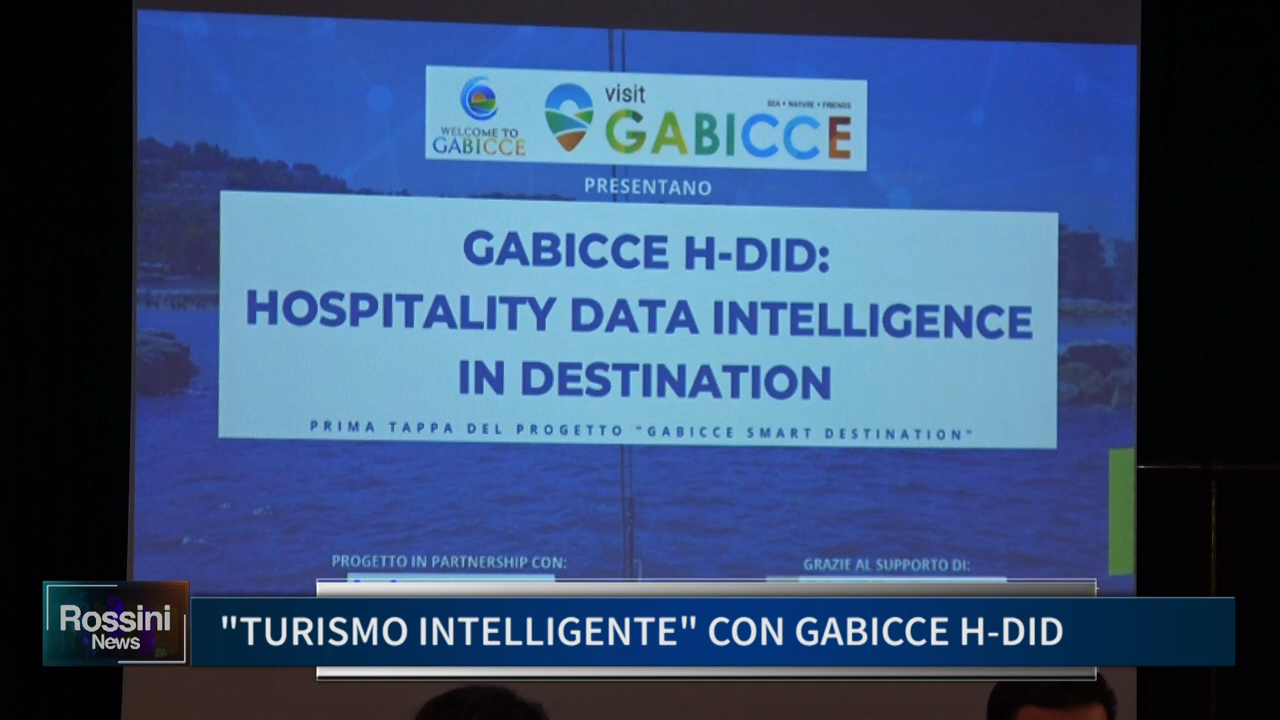 WELCOME TO
GABICCE
visit
SEA • NATURE • FRIENDS
GABICCE
PRESENTANO
GABICCE H-DID:
HOSPITALITY DATA INTELLIGENCE
IN DESTINATION
PRIMA TAPPA DEL PROGETTO "GABICCE SMART DESTINATION"
PROGETTO IN PARTNERSHIP CON:
GRAZIE AL SUPPORTO DI:
Rossini
News
"TURISMO INTELLIGENTE" CON GABICCE H-DID